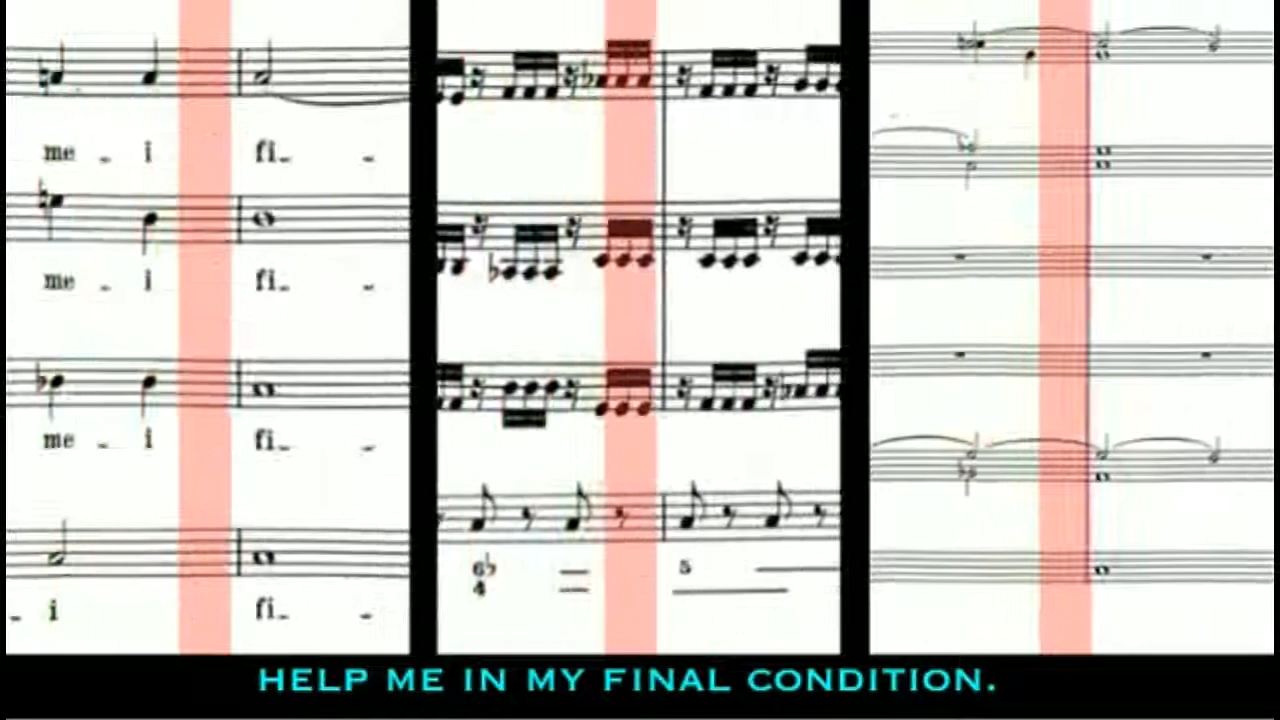 me - i fi- -
me - i fi- -
me - i fi- -
- i fi- -
6♭ — 5 —
4 — —
HELP ME IN MY FINAL CONDITION.